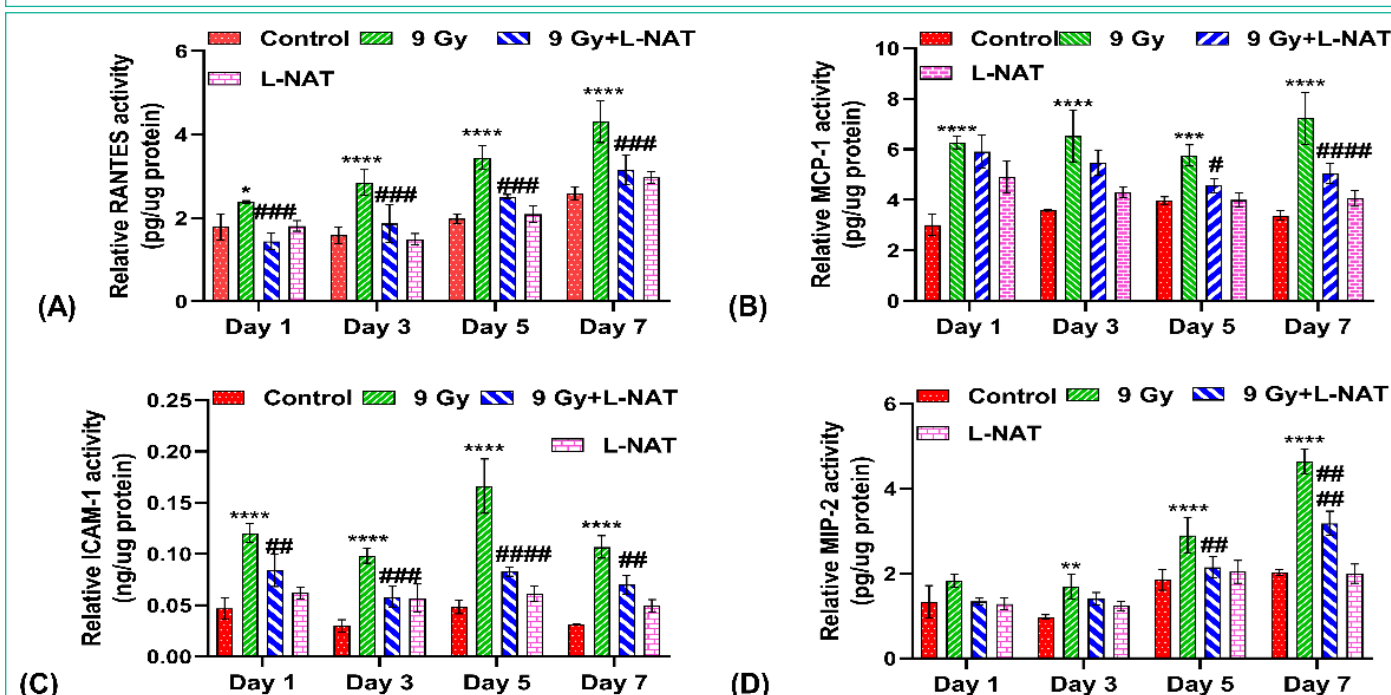 Control 9 Gy 9 Gy+L-NAT
L-NAT
Relative RANTES activity
(pg/ug protein)
6
4
2
0
* ### **** ### **** ### **** ###
Day 1 Day 3 Day 5 Day 7
(A)
Control 9 Gy 9 Gy+L-NAT
L-NAT
Relative MCP-1 activity
(pg/ug protein)
10
8
6
4
2
0
**** **** *** # **** ####
Day 1 Day 3 Day 5 Day 7
(B)
Control 9 Gy 9 Gy+L-NAT
L-NAT
Relative ICAM-1 activity
(ng/ug protein)
0.25
0.20
0.15
0.10
0.05
0.00
**** ## **** ### **** #### **** ##
Day 1 Day 3 Day 5 Day 7
(C)
Control 9 Gy 9 Gy+L-NAT
L-NAT
Relative MIP-2 activity
(pg/ug protein)
6
4
2
0
** **** ## **** ##
##
Day 1 Day 3 Day 5 Day 7
(D)